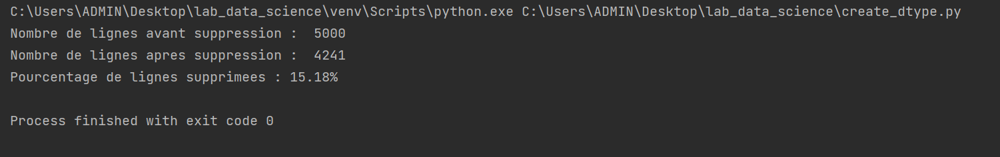 C:\Users\ADMIN\Desktop\lab_data_science\venv\Scripts\python.exe C:\Users\ADMIN\Desktop\lab_data_science\create_dtype.py
Nombre de lignes avant suppression :  5000
Nombre de lignes apres suppression :  4241
Pourcentage de lignes supprimees : 15.18%
Process finished with exit code 0